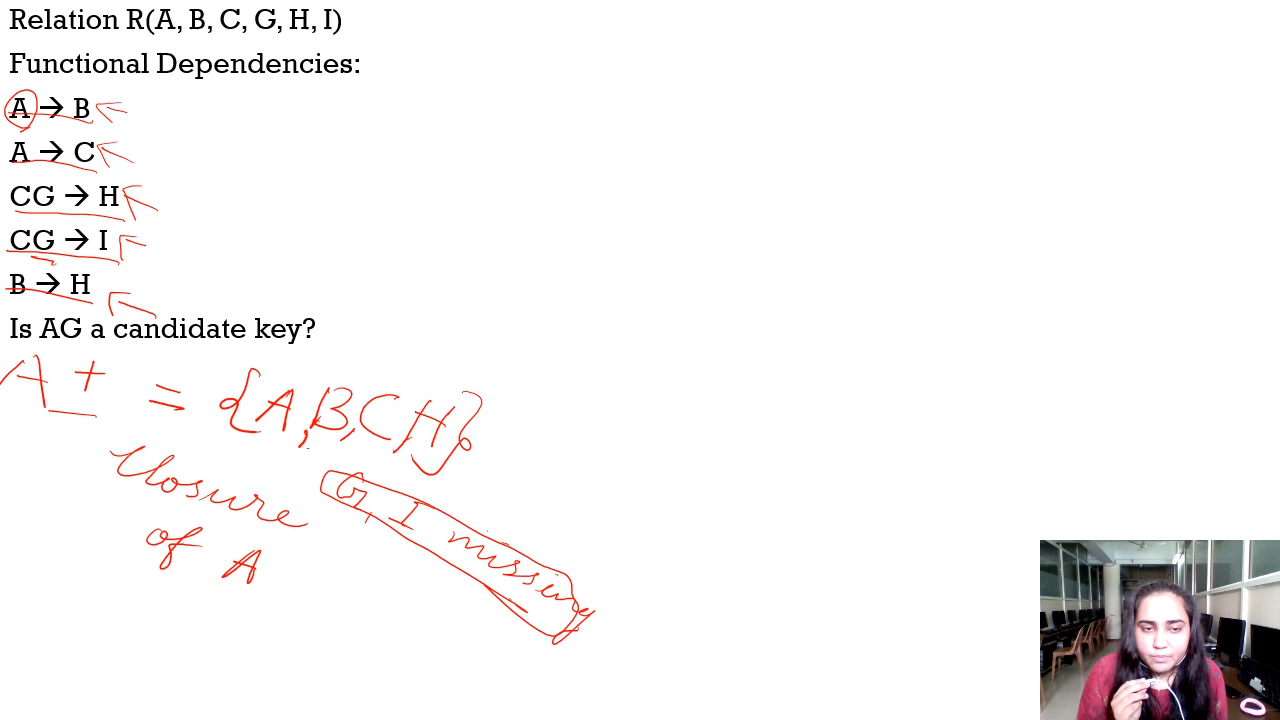 Relation R(A, B, C, G, H, I)
Functional Dependencies:
A → B
A → C
CG → H
CG → I
B → H
Is AG a candidate key?
A+ = {A, B, C, H}
closure
of A
G, I missing